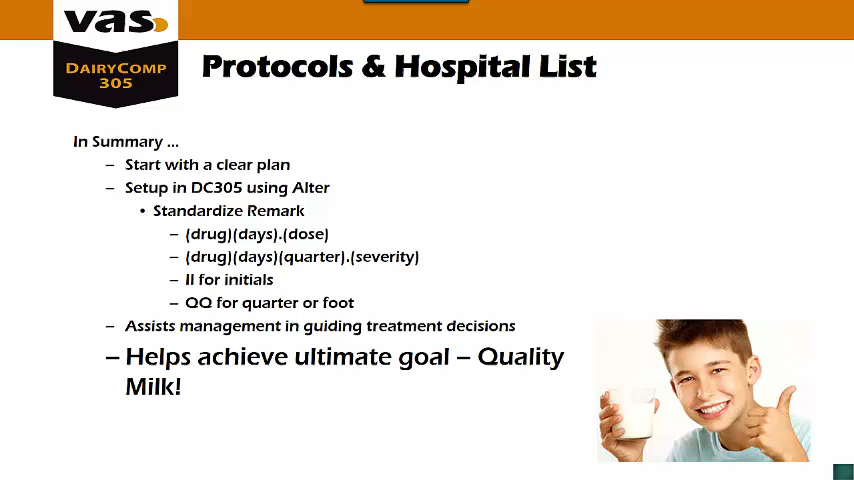 vas
DAIRYCOMP
305
Protocols & Hospital List
In Summary ...
– Start with a clear plan
– Setup in DC305 using Alter
• Standardize Remark
– (drug)(days).(dose)
– (drug)(days)(quarter).(severity)
– II for initials
– QQ for quarter or foot
– Assists management in guiding treatment decisions
– Helps achieve ultimate goal – Quality
Milk!